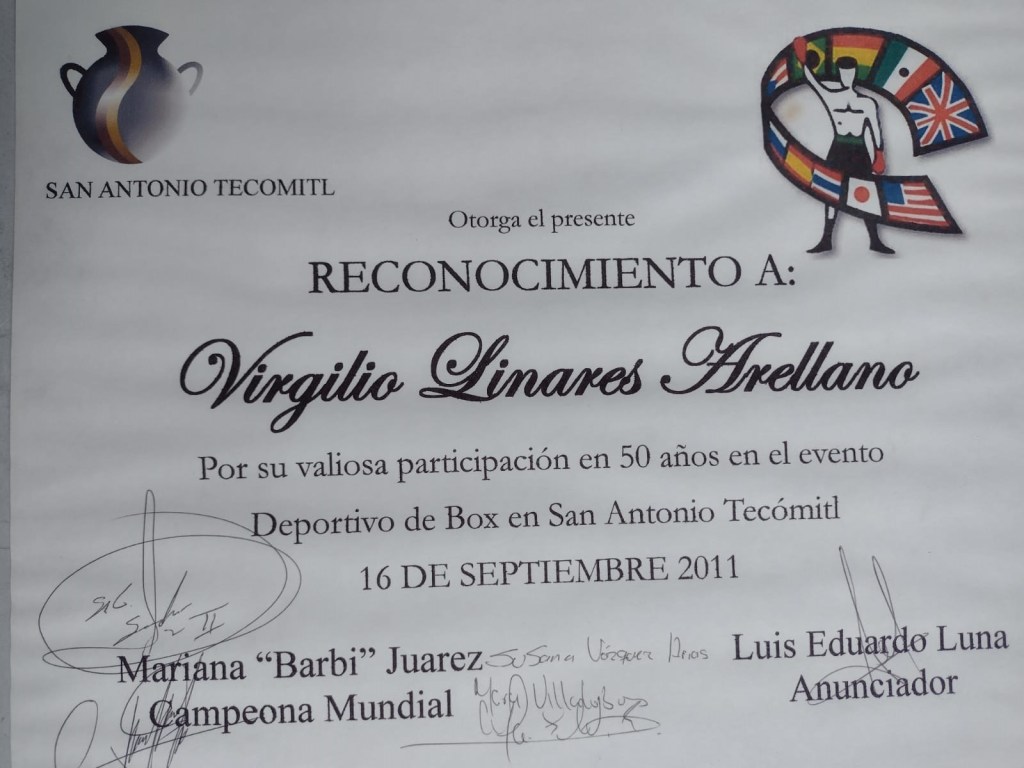 SAN ANTONIO TECOMITL
Otorga el presente
RECONOCIMIENTO A:
Virgilio Linares Arellano
Por su valiosa participación en 50 años en el evento
Deportivo de Box en San Antonio Tecómitl
16 DE SEPTIEMBRE 2011
Mariana “Barbi” Juarez
Susana Vázquez
Luis Eduardo Luna
Campeona Mundial
Anunciador